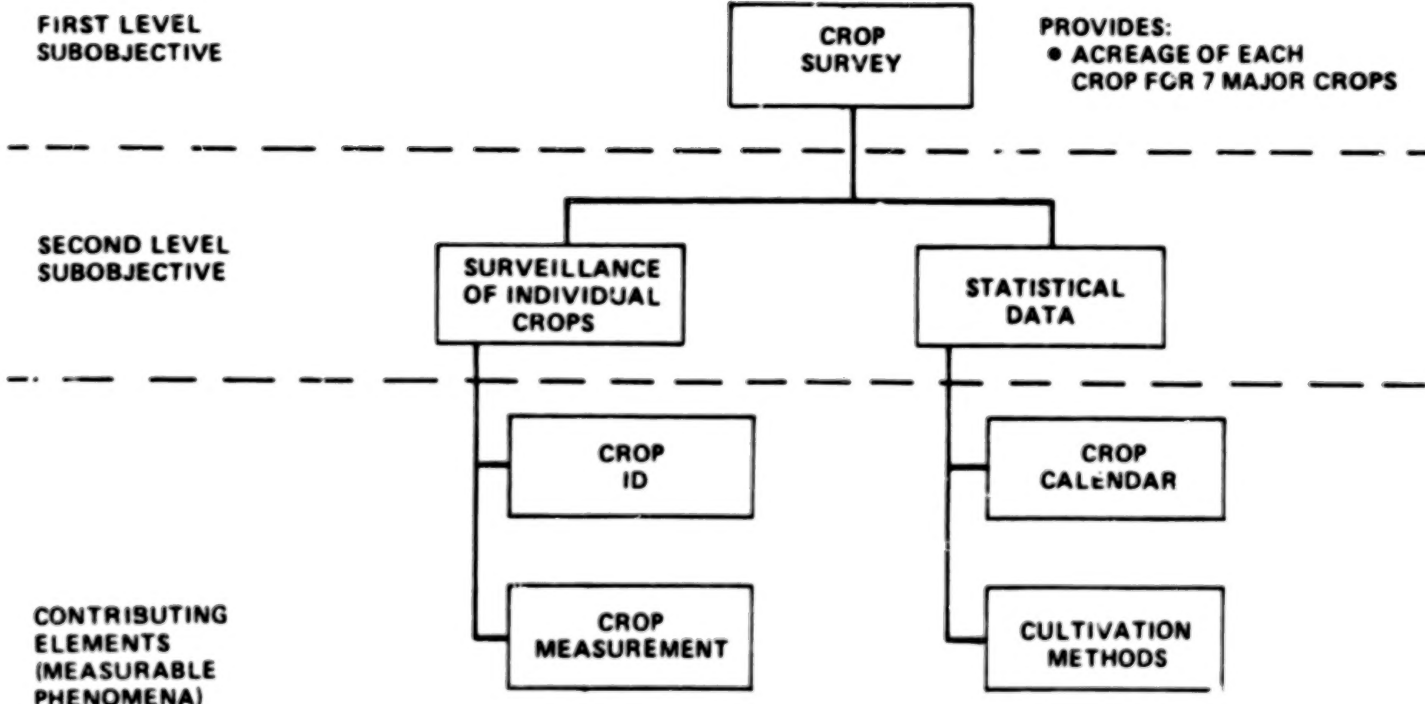 FIRST LEVEL
SUBOBJECTIVE
CROP
SURVEY
PROVIDES:
● ACREAGE OF EACH
CROP FOR 7 MAJOR CROPS
SECOND LEVEL
SUBOBJECTIVE
SURVEILLANCE
OF INDIVIDUAL
CROPS
STATISTICAL
DATA
CROP
ID
CROP
CALENDAR
CONTRIBUTING
ELEMENTS
(MEASURABLE
PHENOMENA)
CROP
MEASUREMENT
CULTIVATION
METHODS